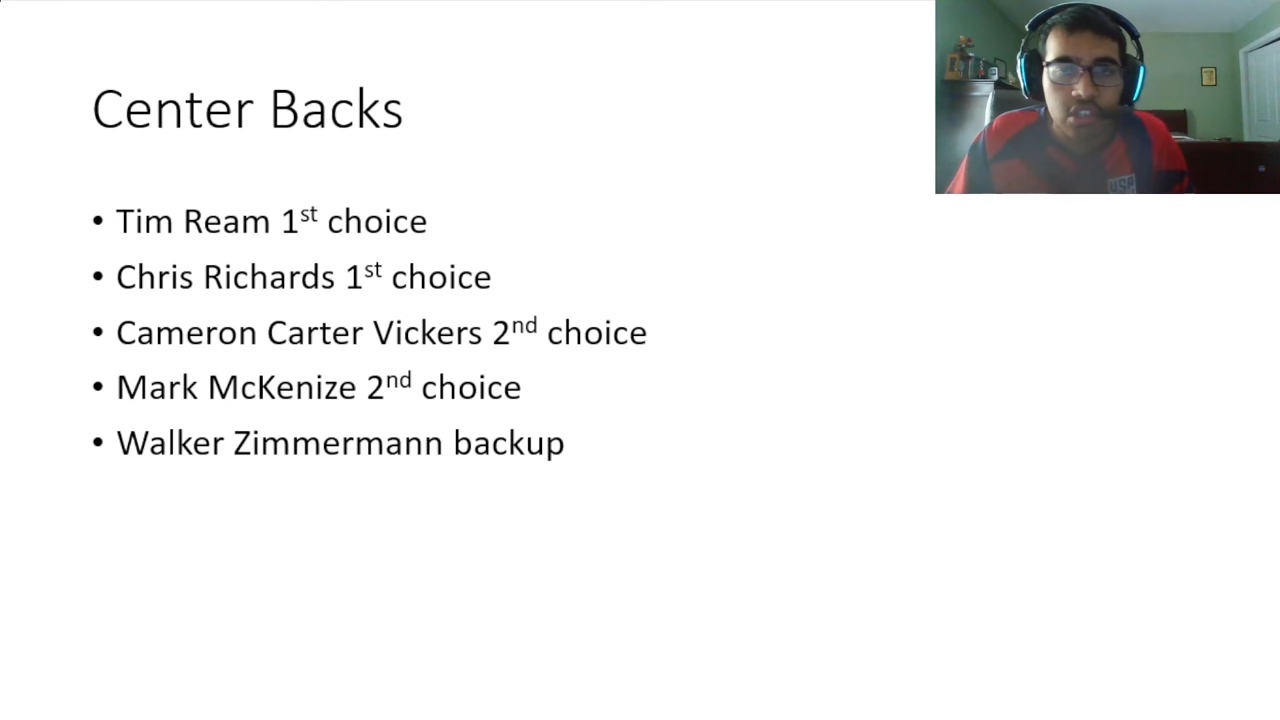 Center Backs
• Tim Ream 1st choice
• Chris Richards 1st choice
• Cameron Carter Vickers 2nd choice
• Mark McKenize 2nd choice
• Walker Zimmermann backup
USA